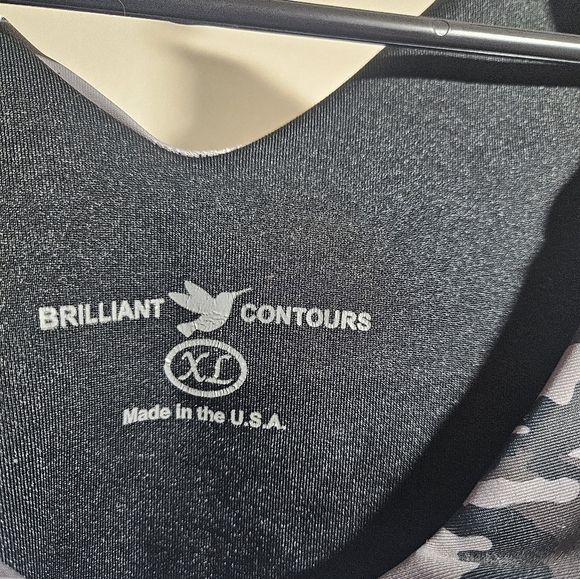 BRILLIANT CONTOURS
XL
Made in the U.S.A.